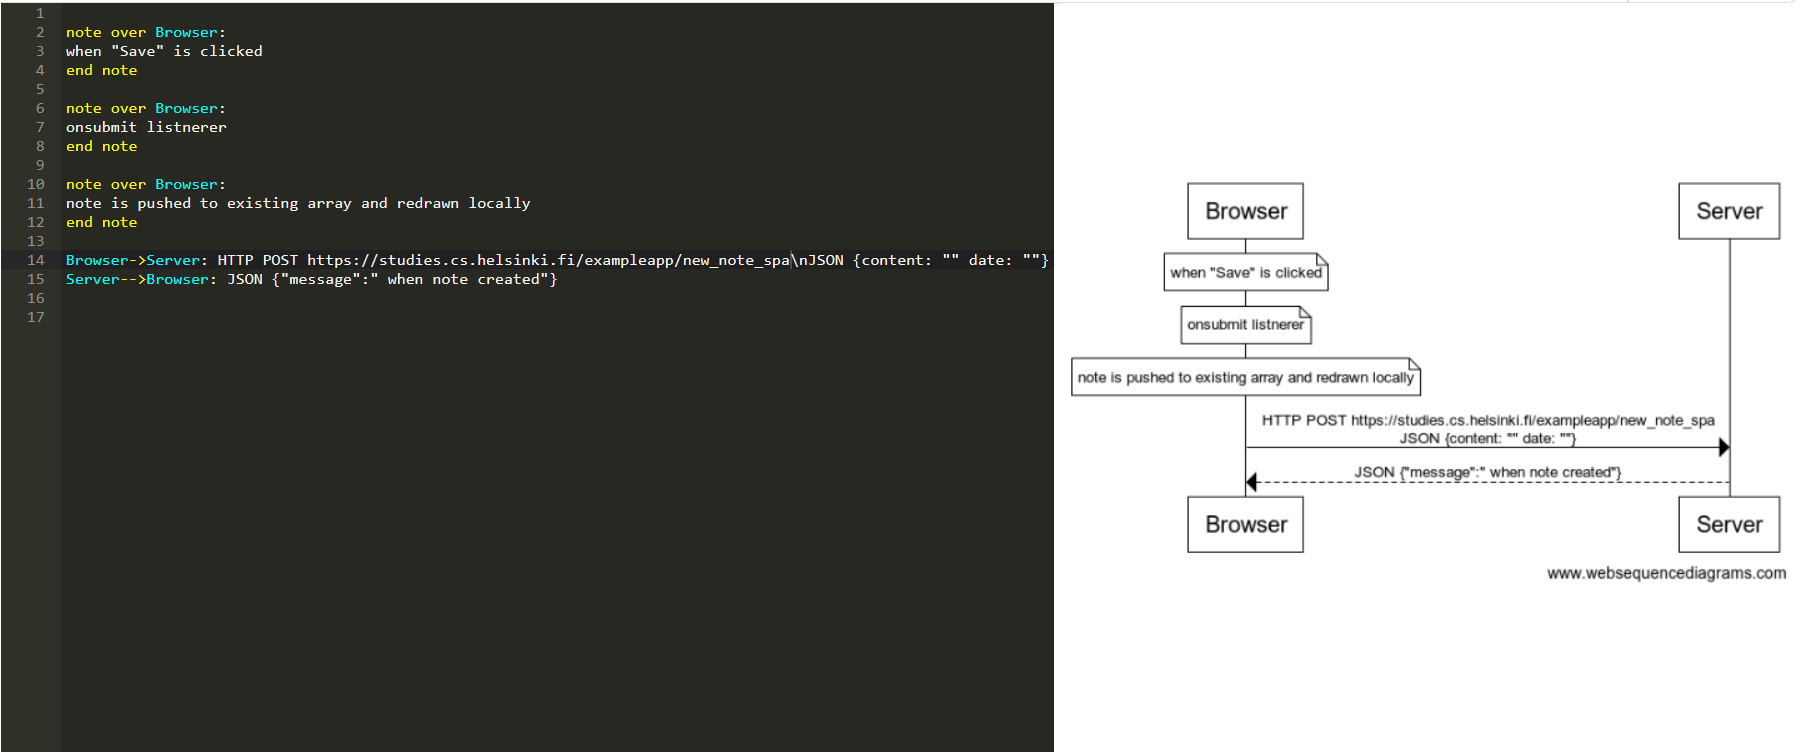 1
2 note over Browser:
3 when "Save" is clicked
4 end note
5
6 note over Browser:
7 onsubmit listnerer
8 end note
9
10 note over Browser:
11 note is pushed to existing array and redrawn locally
12 end note
13
14 Browser->Server: HTTP POST https://studies.cs.helsinki.fi/exampleapp/new_note_spa\nJSON {content: "" date: ""}
15 Server-->Browser: JSON {"message":" when note created"}
16
17
Browser Server
when "Save" is clicked
onsubmit listnerer
note is pushed to existing array and redrawn locally
HTTP POST https://studies.cs.helsinki.fi/exampleapp/new_note_spa
JSON {content: "" date: ""}
JSON {"message":" when note created"}
Browser Server
www.websequencediagrams.com